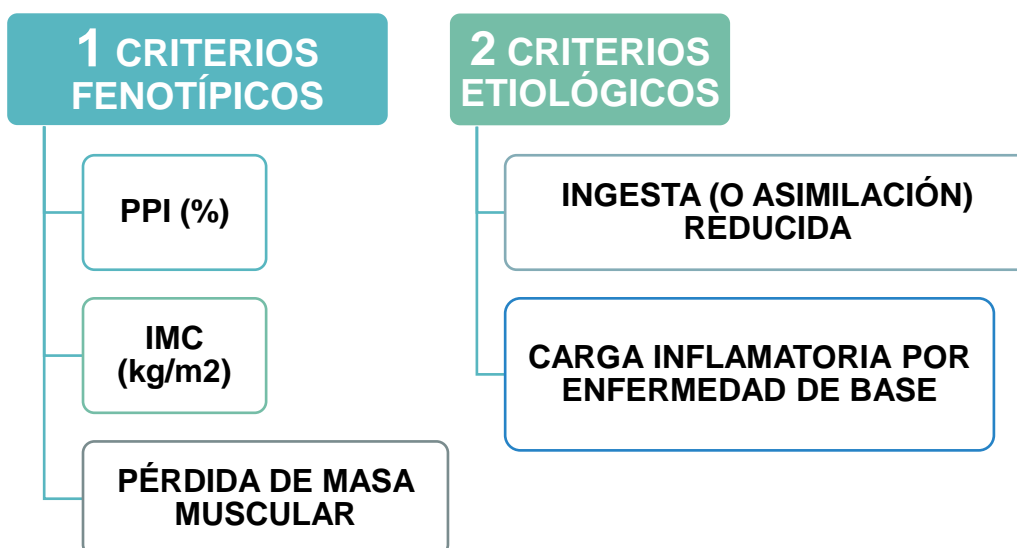 1 CRITERIOS
FENOTÍPICOS
PPI (%)
IMC
(kg/m2)
PÉRDIDA DE MASA
MUSCULAR
2 CRITERIOS
ETIOLÓGICOS
INGESTA (O ASIMILACIÓN)
REDUCIDA
CARGA INFLAMATORIA POR
ENFERMEDAD DE BASE